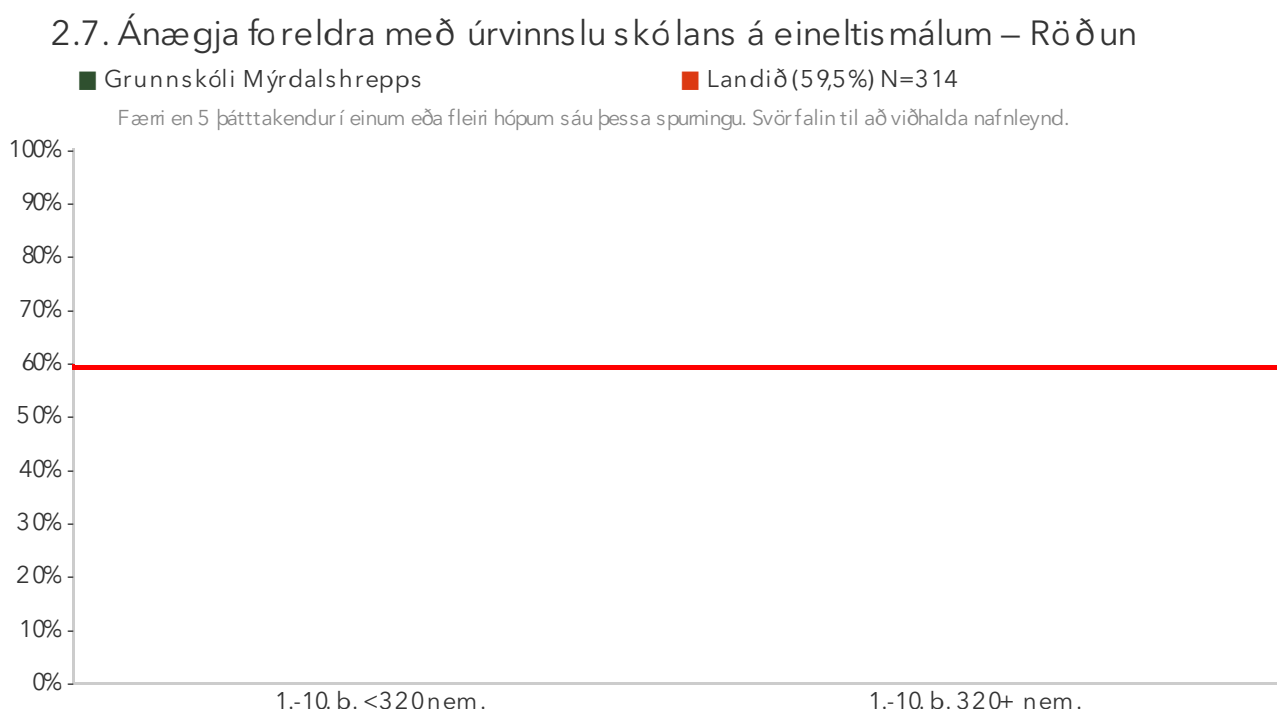 2.7. Ánægja foreldra með úrvinnslu skólans á eineltismálum – Röðun
Grunnskóli Mýrdalshrepps
Landið (59,5%) N=314
Færri en 5 þátttakendur í einum eða fleiri hópum sáu þessa spurningu. Svör falin til að viðhalda nafnleynd.
100%
90%
80%
70%
60%
50%
40%
30%
20%
10%
0%
1.-10. b. <320 nem.
1.-10. b. 320+ nem.